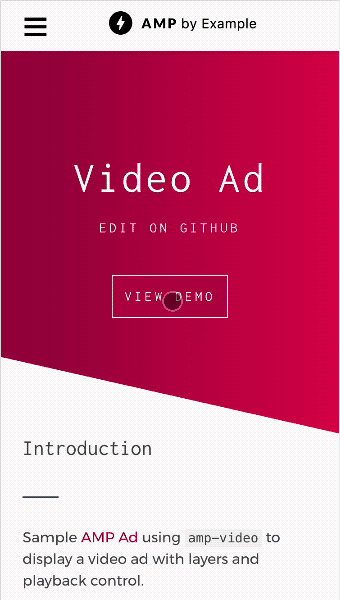 AMP by Example
Video Ad
EDIT ON GITHUB
VIEW DEMO
Introduction
Sample AMP Ad using amp-video to
display a video ad with layers and
playback control.